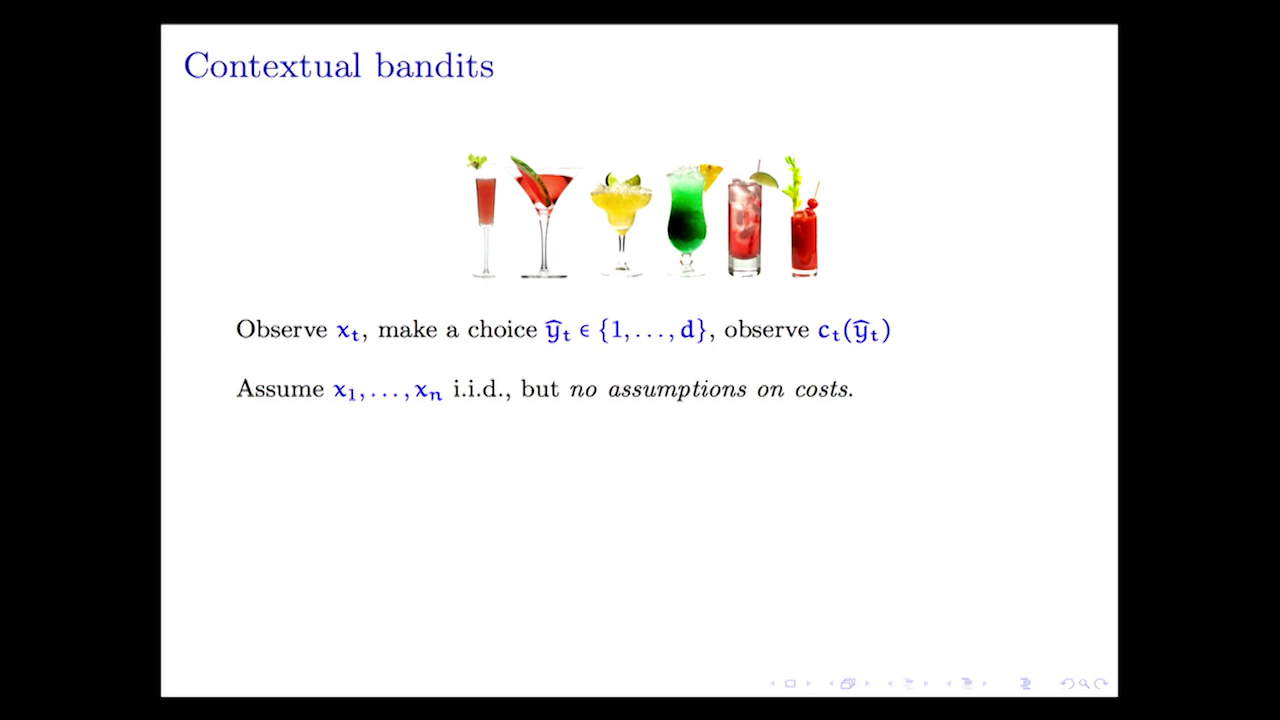 Contextual bandits
Observe xₜ, make a choice ŷₜ ∈ {1, . . . , d}, observe cₜ(ŷₜ)
Assume x₁, . . . , xₙ i.i.d., but no assumptions on costs.